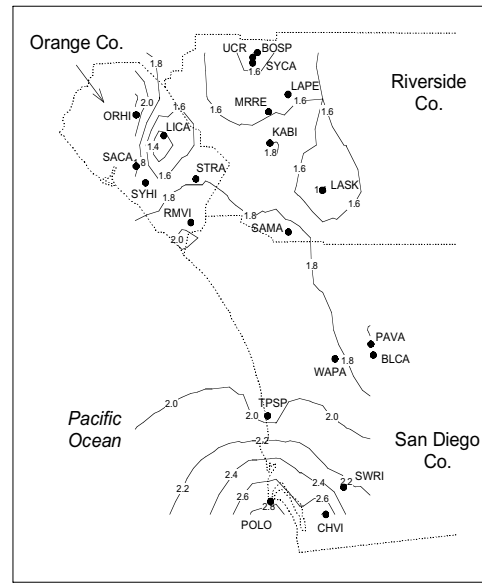 Orange Co.
UCR
BOSP
SYCA
1.6
1.8
2.0
1.6
LAPE
1.6
Riverside
Co.
1.6
MRRE
1.6
ORHI
LICA
1.4
KABI
1.8
SACA
1.6
STRA
1.6
LASK
SYHI
1.8
1.6
RMVI
1.8
SAMA
2.0
1.8
PAVA
1.8
BLCA
WAPA
TPSP
2.0
2.0
2.0
Pacific
Ocean
2.2
San Diego
Co.
2.4
2.4
SWRI
2.2
2.2
2.6
2.6
2.8
POLO
CHVI